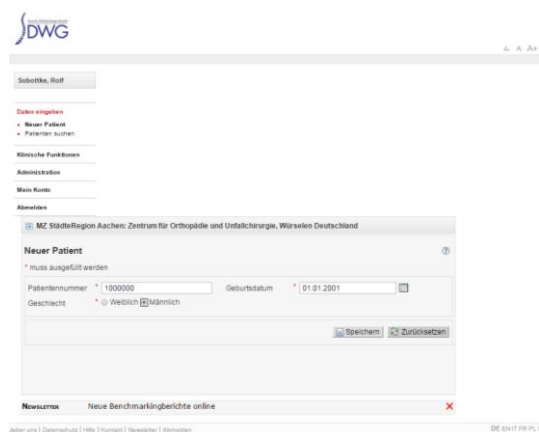 DWG
A A A+
Sobottke, Rolf
Daten eingeben
Neuer Patient
Patienten suchen
Klinische Funktionen
Administration
Mein Konto
Abmelden
MZ StädteRegion Aachen: Zentrum für Orthopädie und Unfallchirurgie, Würselen Deutschland
Neuer Patient
* muss ausgefüllt werden
Patientennummer * 1000000 Geburtsdatum * 01.01.2001
Geschlecht * Weiblich Männlich
Speichern Zurücksetzen
NEWSLETTER Neue Benchmarkingberichte online
ueber uns | Datenschutz | Hilfe | Kontakt | Newsletter | Abmelden DE EN IT FR PL